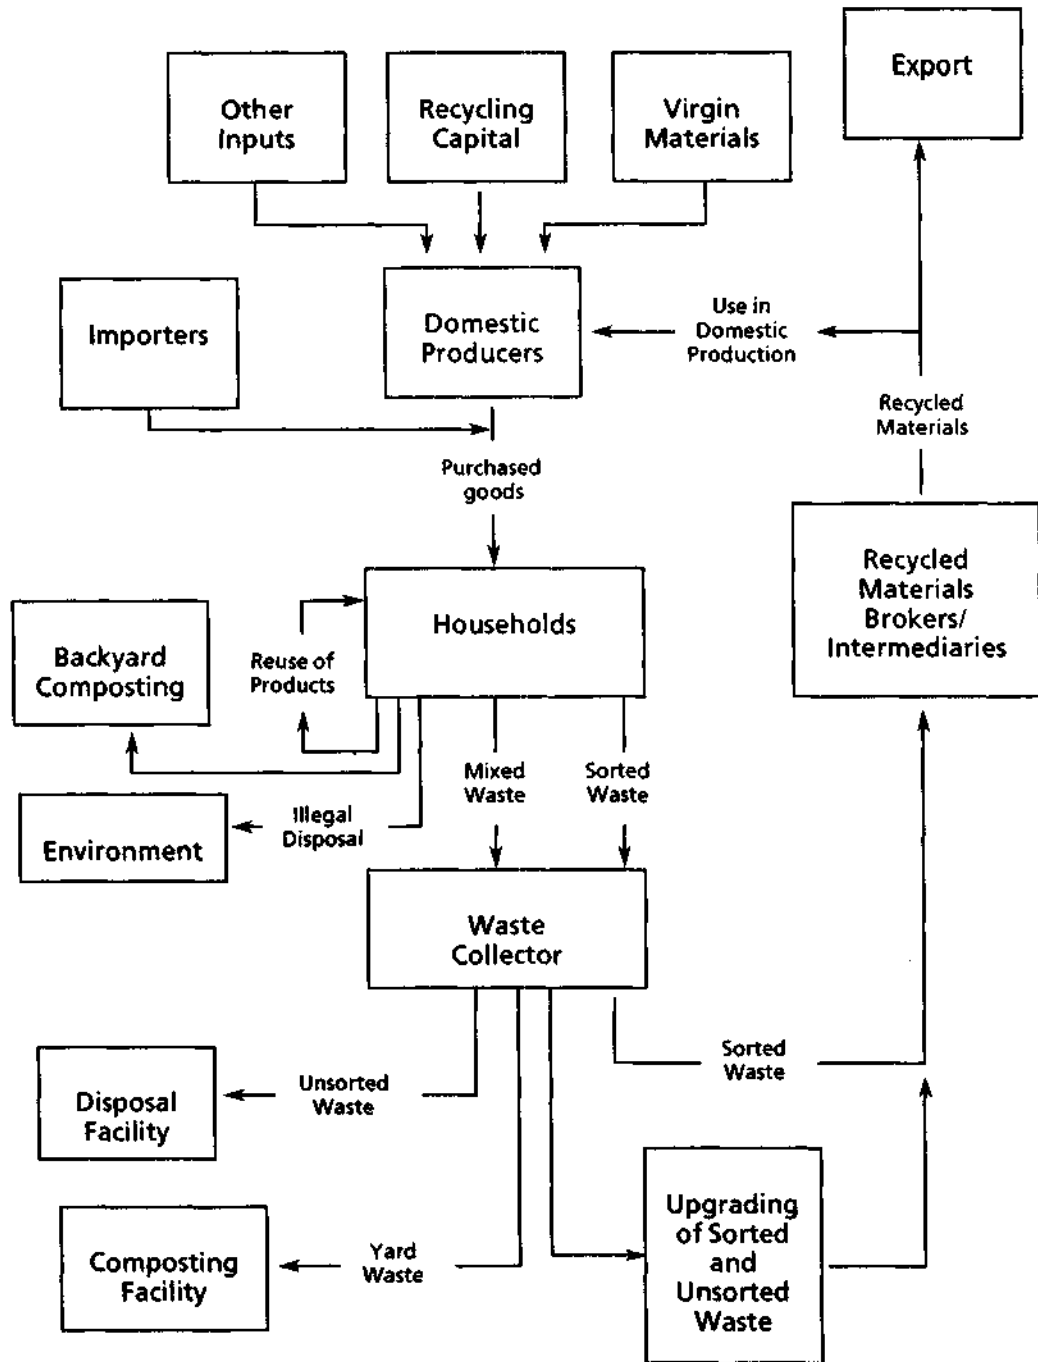 Export
Other
Inputs
Recycling
Capital
Virgin
Materials
Importers
Domestic
Producers
Use in
Domestic
Production
Recycled
Materials
Purchased
goods
Recycled
Materials
Brokers/
Intermediaries
Households
Backyard
Composting
Reuse of
Products
Mixed
Waste
Sorted
Waste
Illegal
Disposal
Environment
Waste
Collector
Sorted
Waste
Unsorted
Waste
Disposal
Facility
Upgrading
of Sorted
and
Unsorted
Waste
Yard
Waste
Composting
Facility